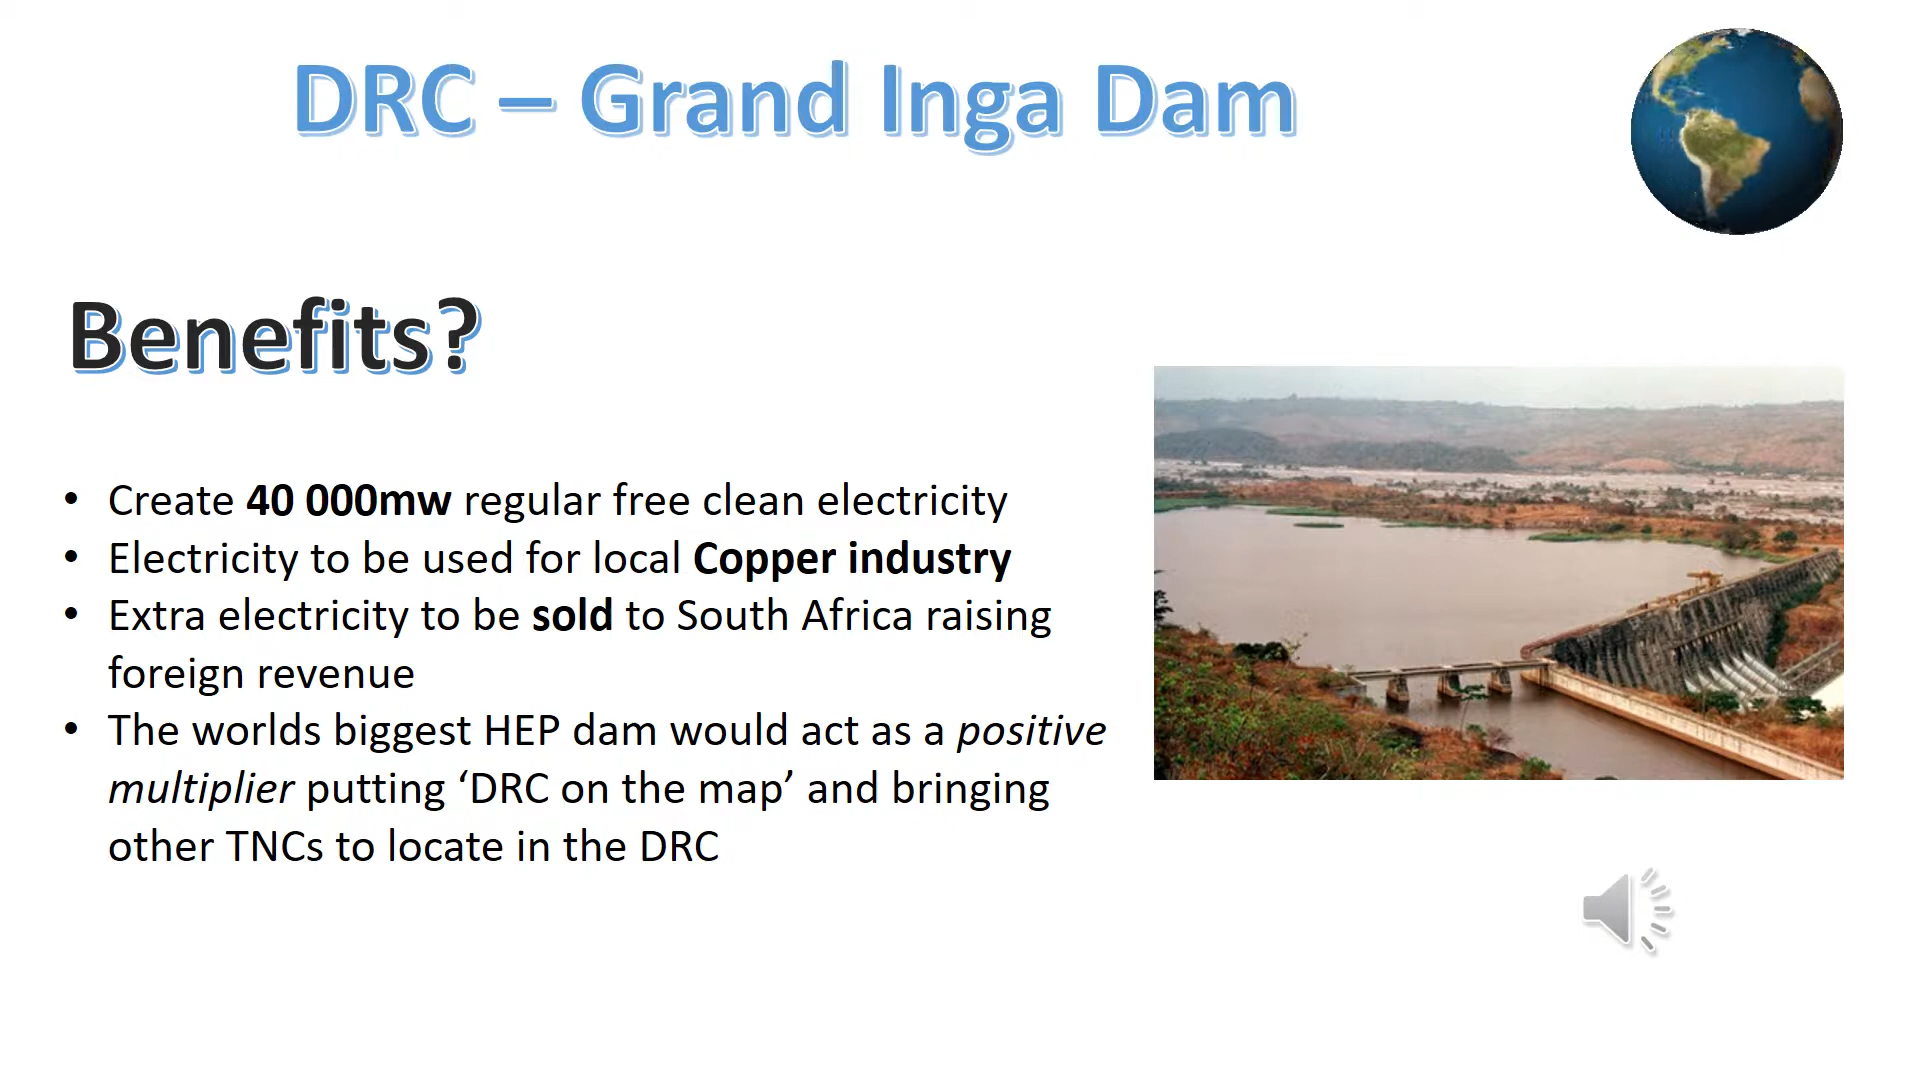 DRC – Grand Inga Dam
Benefits?
• Create 40 000mw regular free clean electricity
• Electricity to be used for local Copper industry
• Extra electricity to be sold to South Africa raising
foreign revenue
• The worlds biggest HEP dam would act as a positive
multiplier putting ‘DRC on the map’ and bringing
other TNCs to locate in the DRC